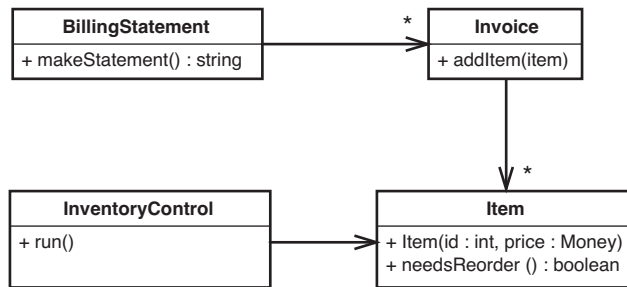 BillingStatement
+ makeStatement() : string
*
Invoice
+ addItem(item)
*
InventoryControl
+ run()
Item
+ Item(id : int, price : Money)
+ needsReorder () : boolean